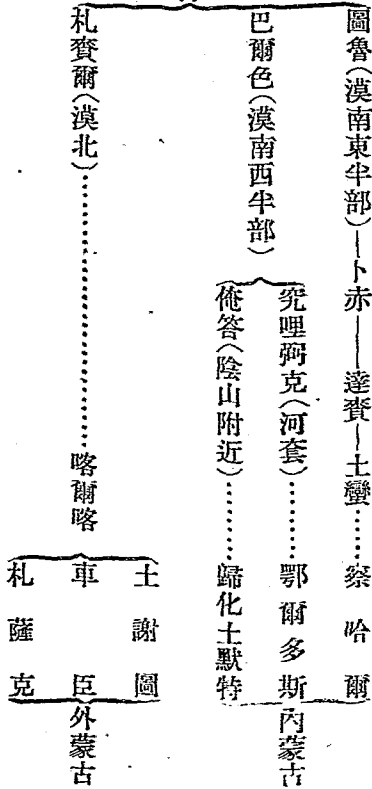 圖魯(漠南東半部)——卜赤——達賚——土蠻……察哈爾
巴爾色(漠南西半部)
究哩弼克(河套)………鄂爾多斯
俺答(陰山附近)………歸化土默特
內蒙古
札賚爾(漠北)……………………喀爾喀
土謝圖
車臣
札薩克
外蒙古